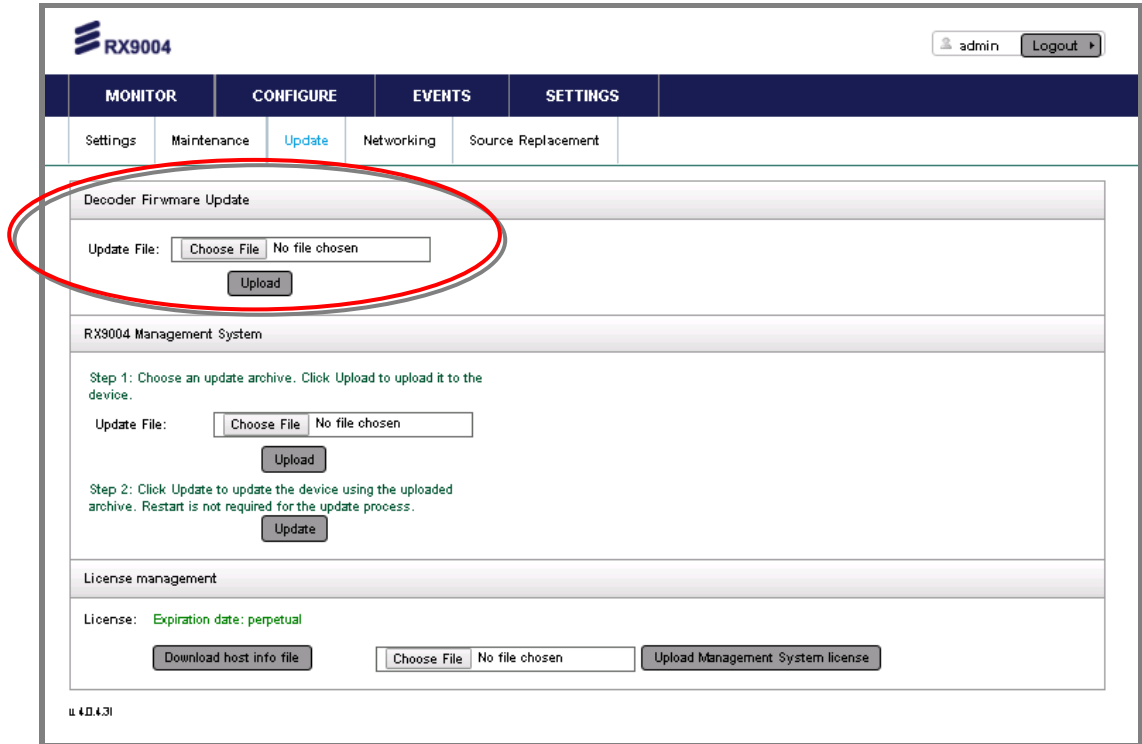 RX9004
admin Logout
MONITOR CONFIGURE EVENTS SETTINGS
Settings Maintenance Update Networking Source Replacement
Decoder Firwmare Update
Update File: Choose File No file chosen
Upload
RX9004 Management System
Step 1: Choose an update archive. Click Upload to upload it to the
device.
Update File: Choose File No file chosen
Upload
Step 2: Click Update to update the device using the uploaded
archive. Restart is not required for the update process.
Update
License management
License: Expiration date: perpetual
Download host info file Choose File No file chosen Upload Management System license